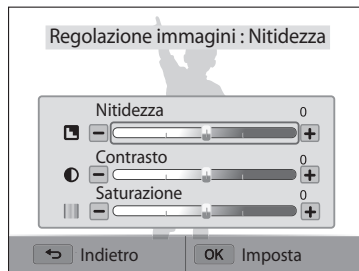 Regolazione immagini : Nitidezza
Nitidezza 0
Contrasto 0
Saturazione 0
Indietro OK Imposta